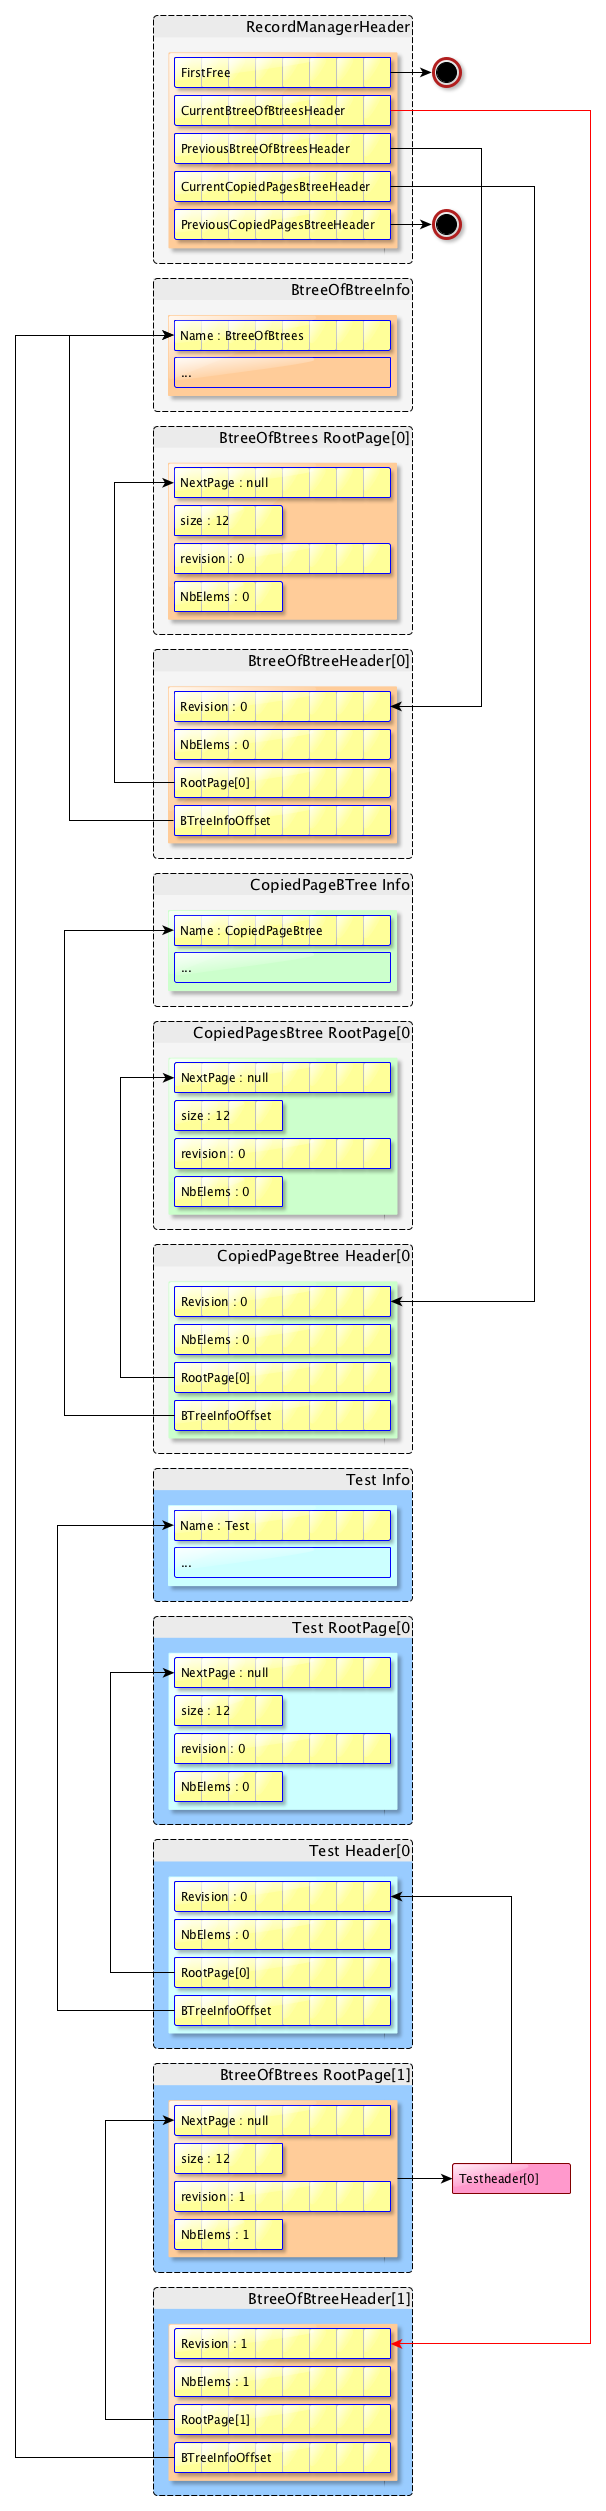 RecordManagerHeader
FirstFree
CurrentBtreeOfBtreesHeader
PreviousBtreeOfBtreesHeader
CurrentCopiedPagesBtreeHeader
PreviousCopiedPagesBtreeHeader
BtreeOfBtreeInfo
Name : BtreeOfBtrees
...
BtreeOfBtrees RootPage[0]
NextPage : null
size : 12
revision : 0
NbElems : 0
BtreeOfBtreeHeader[0]
Revision : 0
NbElems : 0
RootPage[0]
BTreeInfoOffset
CopiedPageBTree Info
Name : CopiedPageBtree
...
CopiedPagesBtree RootPage[0
NextPage : null
size : 12
revision : 0
NbElems : 0
CopiedPageBtree Header[0
Revision : 0
NbElems : 0
RootPage[0]
BTreeInfoOffset
Test Info
Name : Test
...
Test RootPage[0
NextPage : null
size : 12
revision : 0
NbElems : 0
Test Header[0
Revision : 0
NbElems : 0
RootPage[0]
BTreeInfoOffset
BtreeOfBtrees RootPage[1]
NextPage : null
size : 12
revision : 1
NbElems : 1
Testheader[0]
BtreeOfBtreeHeader[1]
Revision : 1
NbElems : 1
RootPage[1]
BTreeInfoOffset